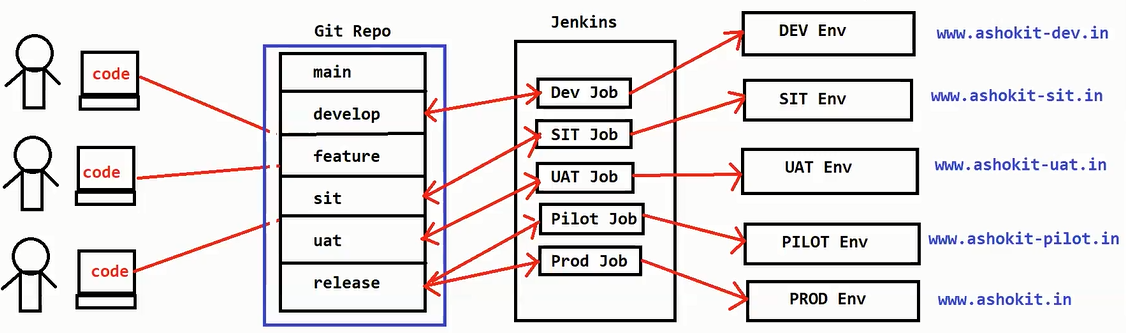 Git Repo
Jenkins
code
code
code
main
develop
feature
sit
uat
release
Dev Job
SIT Job
UAT Job
Pilot Job
Prod Job
DEV Env
www.ashokit-dev.in
SIT Env
www.ashokit-sit.in
UAT Env
www.ashokit-uat.in
PILOT Env
www.ashokit-pilot.in
PROD Env
www.ashokit.in